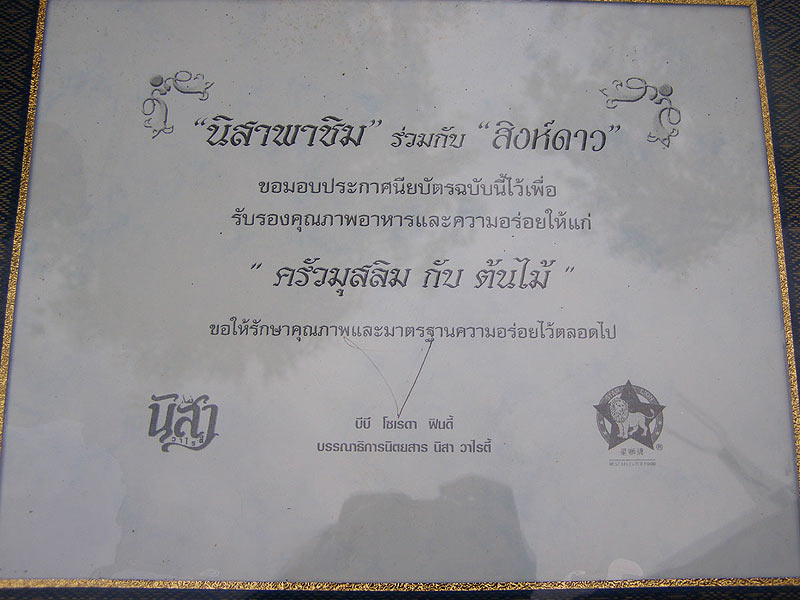 "นิสาพาชิม" ร่วมกับ "สิงห์ดาว"
ขอมอบประกาศนียบัตรฉบับนี้ไว้เพื่อ
รับรองคุณภาพอาหารและความอร่อยให้แก่
"ครัวมุสลิม กับ ต้นไม้"
ขอให้รักษาคุณภาพและมาตรฐานความอร่อยไว้ตลอดไป
บีบี โซเรดา ฟินดี้
บรรณาธิการนิตยสาร นิสา วาไรตี้
นิสา
วาไรตี้